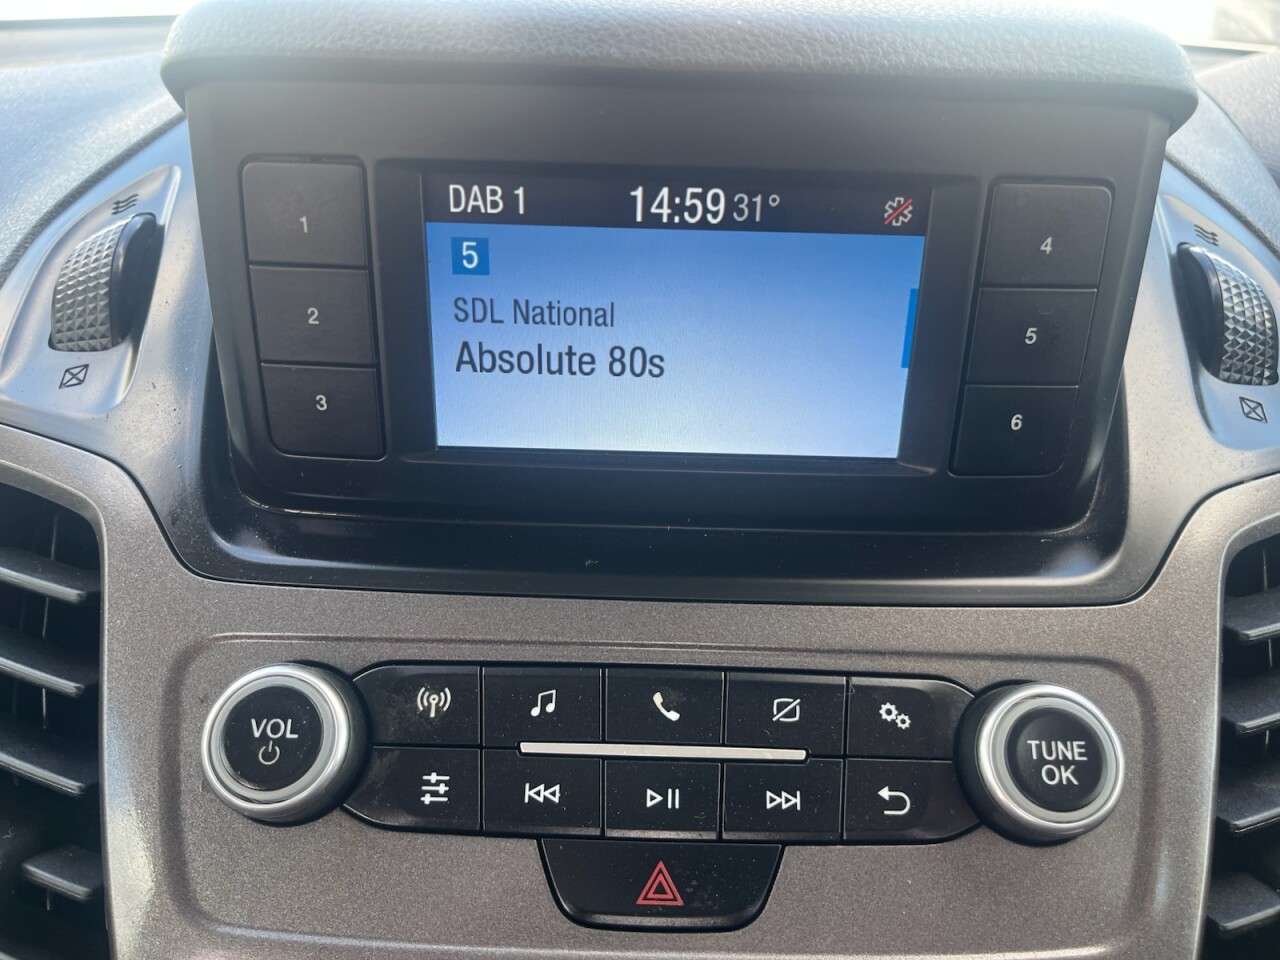 DAB 1 14:59 31°
5
SDL National
Absolute 80s
1
2
3
4
5
6
VOL
TUNE
OK